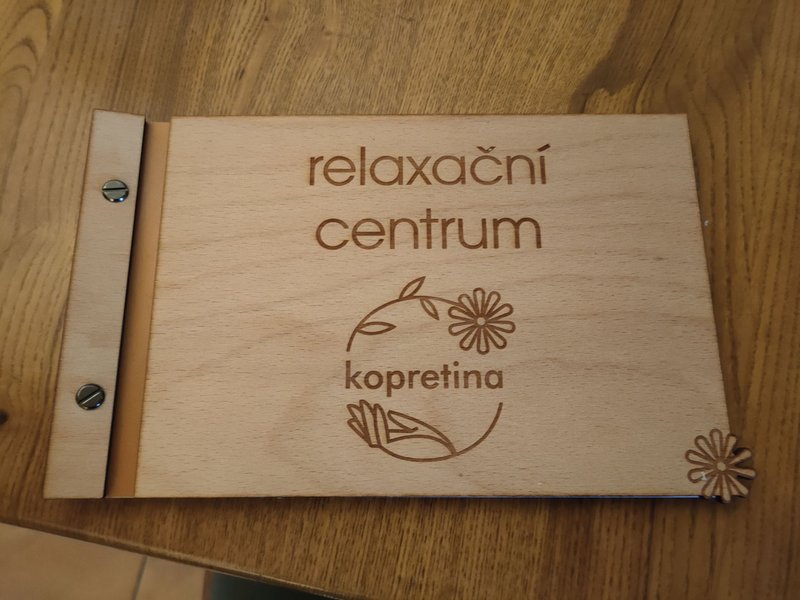 relaxační
centrum
kopretina